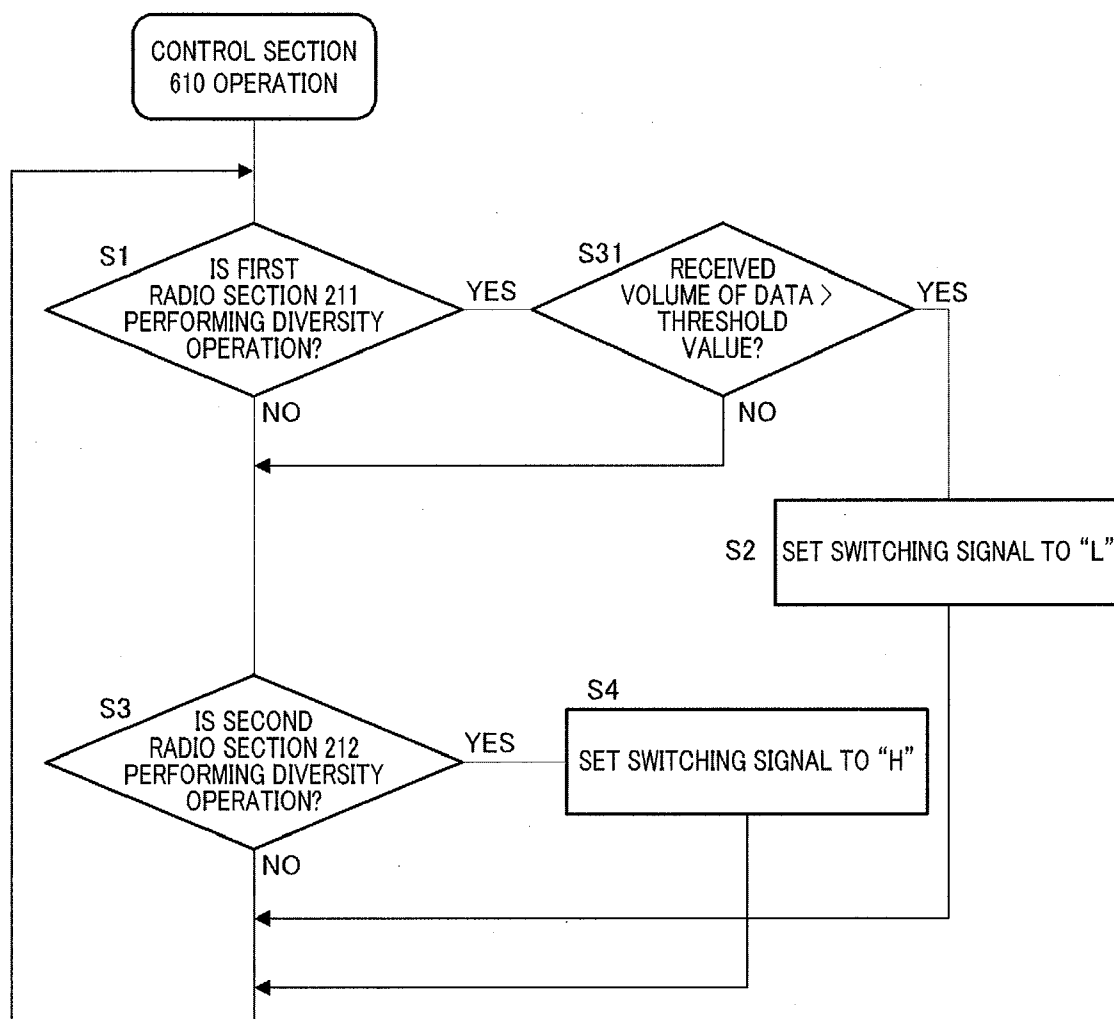 CONTROL SECTION
610 OPERATION
S1
IS FIRST
RADIO SECTION 211
PERFORMING DIVERSITY
OPERATION?
YES
NO
S31
RECEIVED
VOLUME OF DATA >
THRESHOLD
VALUE?
YES
NO
S2
SET SWITCHING SIGNAL TO “L”
S3
IS SECOND
RADIO SECTION 212
PERFORMING DIVERSITY
OPERATION?
YES
NO
S4
SET SWITCHING SIGNAL TO “H”